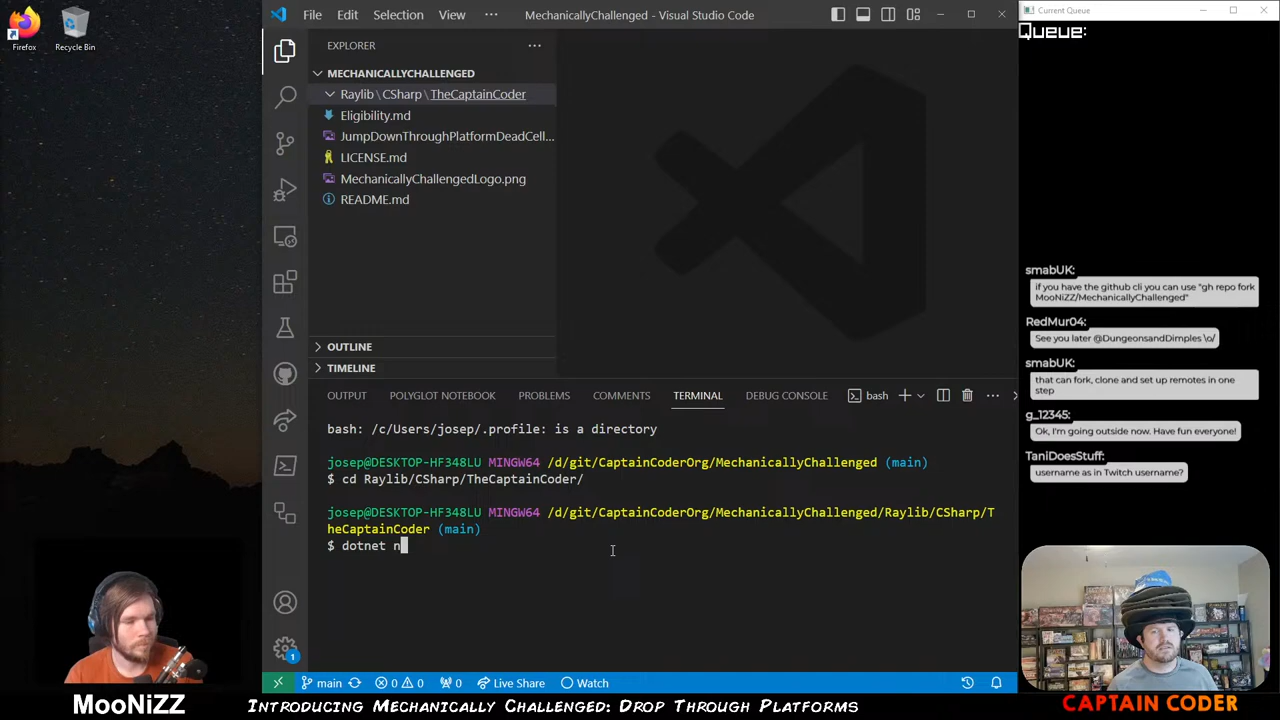 Firefox
Recycle Bin
File Edit Selection View ··· MechanicallyChallenged - Visual Studio Code
EXPLORER ···
MECHANICALLYCHALLENGED
Raylib\CSharp\TheCaptainCoder
Eligibility.md
JumpDownThroughPlatformDeadCell...
LICENSE.md
MechanicallyChallengedLogo.png
README.md
OUTLINE
TIMELINE
OUTPUT POLYGLOT NOTEBOOK PROBLEMS COMMENTS TERMINAL DEBUG CONSOLE bash ···
bash: /c/Users/josep/.profile: is a directory
josep@DESKTOP-HF348LU MINGW64 /d/git/CaptainCoderOrg/MechanicallyChallenged (main)
$ cd Raylib/CSharp/TheCaptainCoder/
josep@DESKTOP-HF348LU MINGW64 /d/git/CaptainCoderOrg/MechanicallyChallenged/Raylib/CSharp/T
heCaptainCoder (main)
$ dotnet n
1
main 0 0 0 Live Share Watch
Current Queue
Queue:
smabUK:
if you have the github cli you can use "gh repo fork
MooNiZZ/MechanicallyChallenged"
RedMur04:
See you later @DungeonsandDimples \o/
smabUK:
that can fork, clone and set up remotes in one
step
g_12345:
Ok, I'm going outside now. Have fun everyone!
TaniDoesStuff:
username as in Twitch username?
MooNiZZ
INTRODUCING MECHANICALLY CHALLENGED: DROP THROUGH PLATFORMS
CAPTAIN CODER